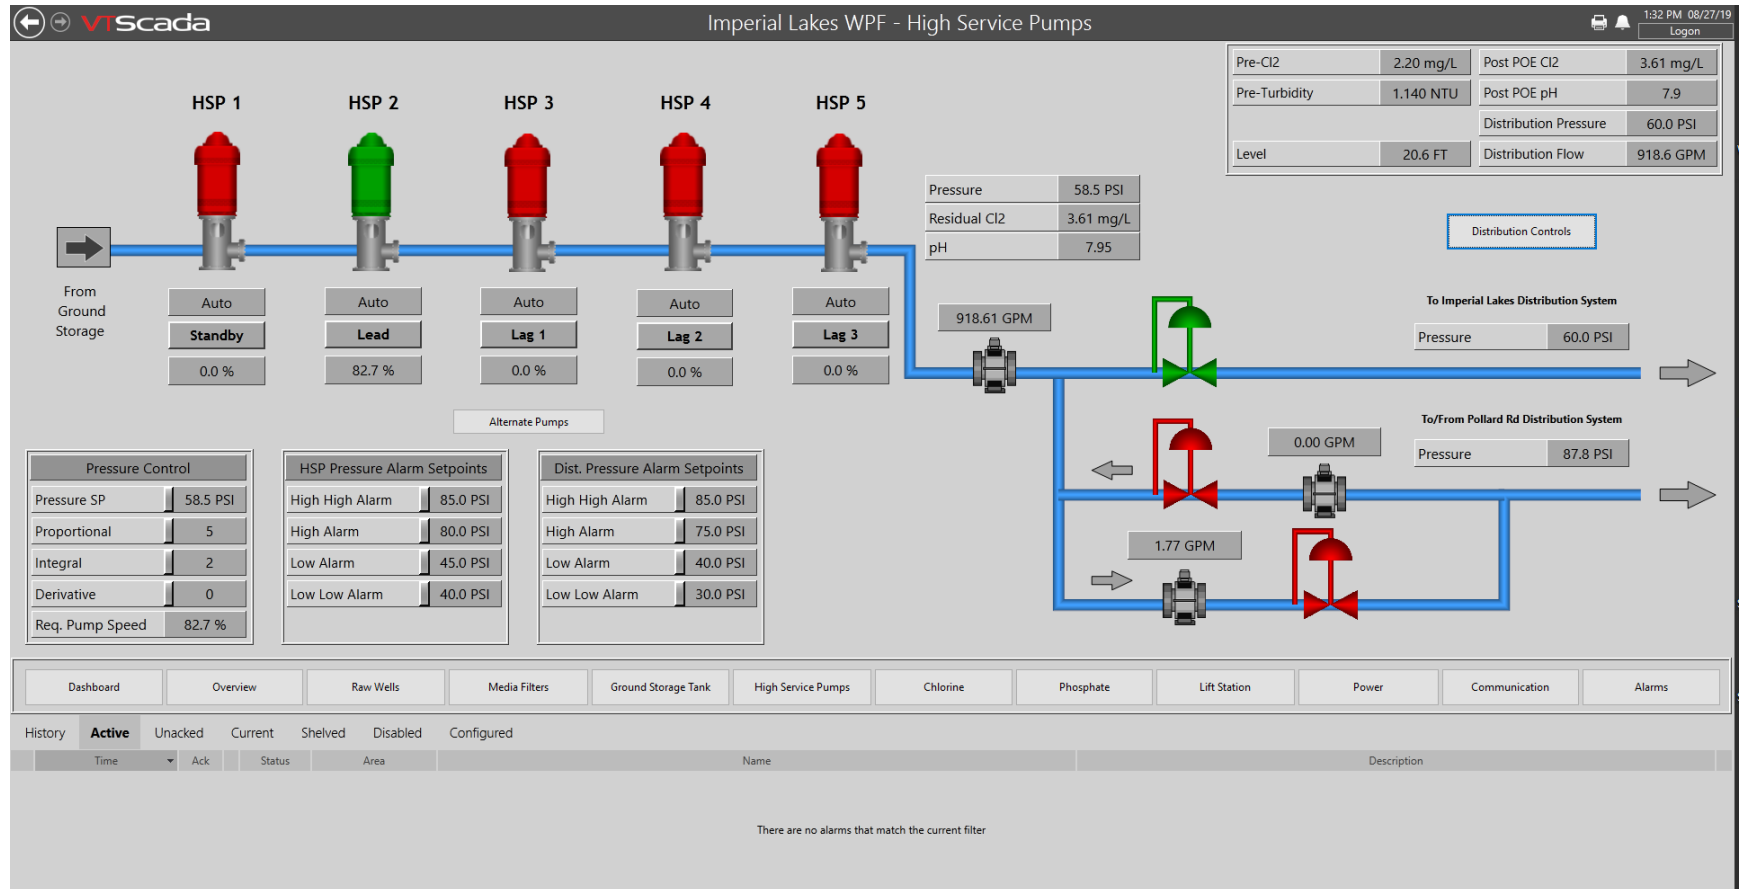 VTScada
Imperial Lakes WPF - High Service Pumps
1:32 PM 08/27/19
Logon
Pre-Cl2 2.20 mg/L Post POE Cl2 3.61 mg/L
Pre-Turbidity 1.140 NTU Post POE pH 7.9
Distribution Pressure 60.0 PSI
Level 20.6 FT Distribution Flow 918.6 GPM
HSP 1 HSP 2 HSP 3 HSP 4 HSP 5
Pressure 58.5 PSI
Residual Cl2 3.61 mg/L
pH 7.95
Distribution Controls
From
Ground
Storage
Auto Auto Auto Auto Auto
Standby Lead Lag 1 Lag 2 Lag 3
0.0 % 82.7 % 0.0 % 0.0 % 0.0 %
918.61 GPM
To Imperial Lakes Distribution System
Pressure 60.0 PSI
Alternate Pumps
To/From Pollard Rd Distribution System
0.00 GPM
Pressure 87.8 PSI
1.77 GPM
Pressure Control
Pressure SP 58.5 PSI
Proportional 5
Integral 2
Derivative 0
Req. Pump Speed 82.7 %
HSP Pressure Alarm Setpoints
High High Alarm 85.0 PSI
High Alarm 80.0 PSI
Low Alarm 45.0 PSI
Low Low Alarm 40.0 PSI
Dist. Pressure Alarm Setpoints
High High Alarm 85.0 PSI
High Alarm 75.0 PSI
Low Alarm 40.0 PSI
Low Low Alarm 30.0 PSI
Dashboard Overview Raw Wells Media Filters Ground Storage Tank High Service Pumps Chlorine Phosphate Lift Station Power Communication Alarms
History Active Unacked Current Shelved Disabled Configured
Time Ack Status Area Name Description
There are no alarms that match the current filter